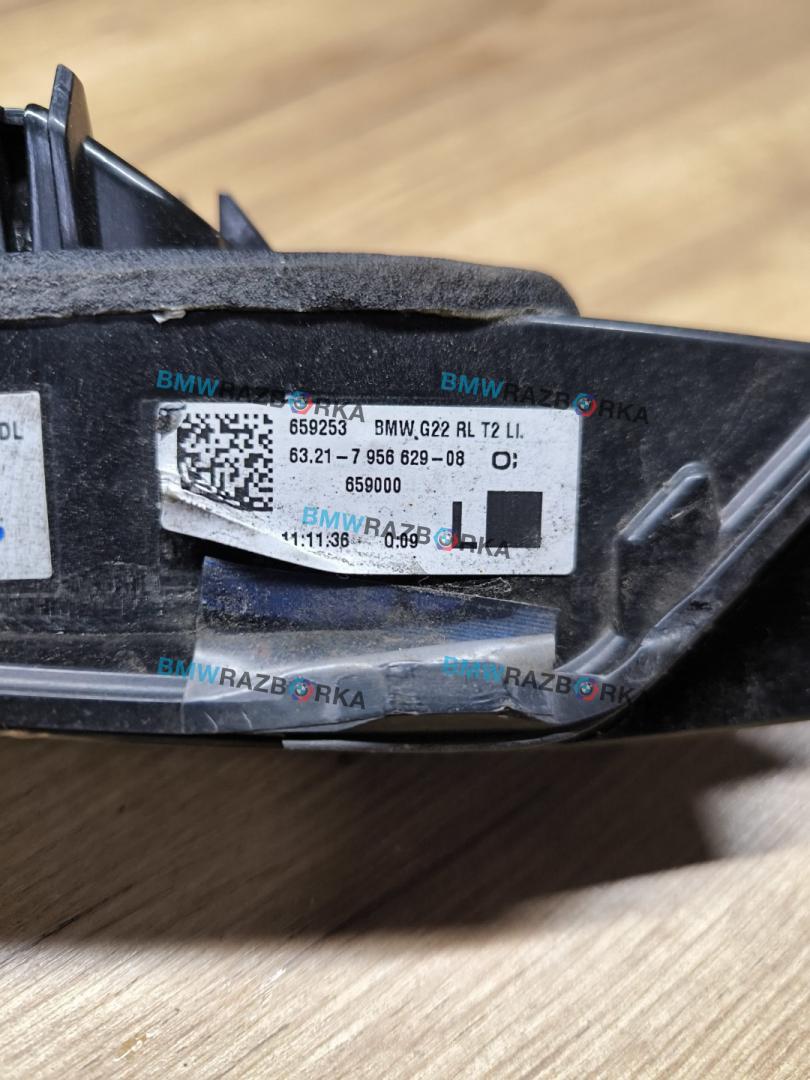 BMWRAZBORKA
BMWRAZBORKA
DL
659253 BMW G22 RL T2 LI.
63.21-7 956 629-08 O:
659000
BMWRAZBORKA
11:11:36 0:09 L
BMWRAZBORKA
BMWRAZBORKA